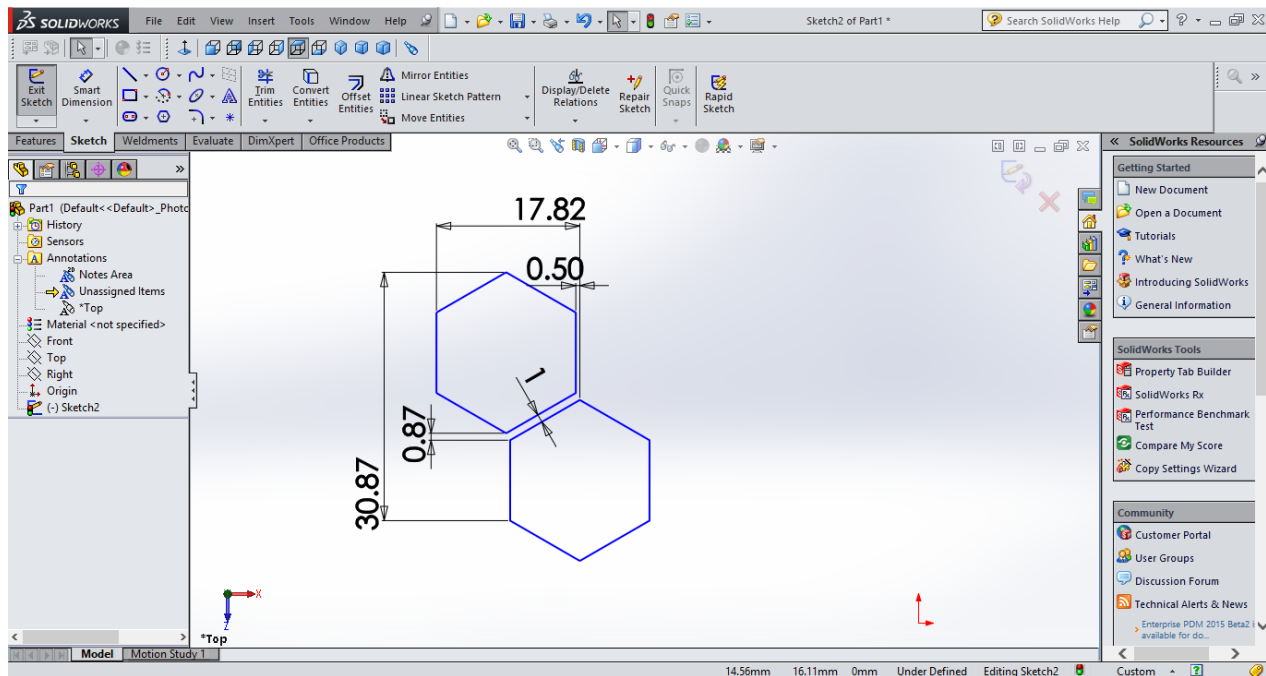 SOLIDWORKS File Edit View Insert Tools Window Help Sketch2 of Part1 * Search SolidWorks Help
Exit Sketch
Smart Dimension
Trim Entities
Convert Entities
Offset Entities
Mirror Entities
Linear Sketch Pattern
Move Entities
Display/Delete Relations
Repair Sketch
Quick Snaps
Rapid Sketch
Features Sketch Weldments Evaluate DimXpert Office Products
Part1 (Default<<Default>_Photo
History
Sensors
Annotations
Notes Area
Unassigned Items
*Top
Material <not specified>
Front
Top
Right
Origin
(-) Sketch2
17.82
0.50
1
0.87
30.87
X
Z
*Top
SolidWorks Resources
Getting Started
New Document
Open a Document
Tutorials
What's New
Introducing SolidWorks
General Information
SolidWorks Tools
Property Tab Builder
SolidWorks Rx
Performance Benchmark
Test
Compare My Score
Copy Settings Wizard
Community
Customer Portal
User Groups
Discussion Forum
Technical Alerts & News
Enterprise PDM 2015 Beta2 i
available for do...
Model Motion Study 1
14.56mm 16.11mm 0mm Under Defined Editing Sketch2 Custom